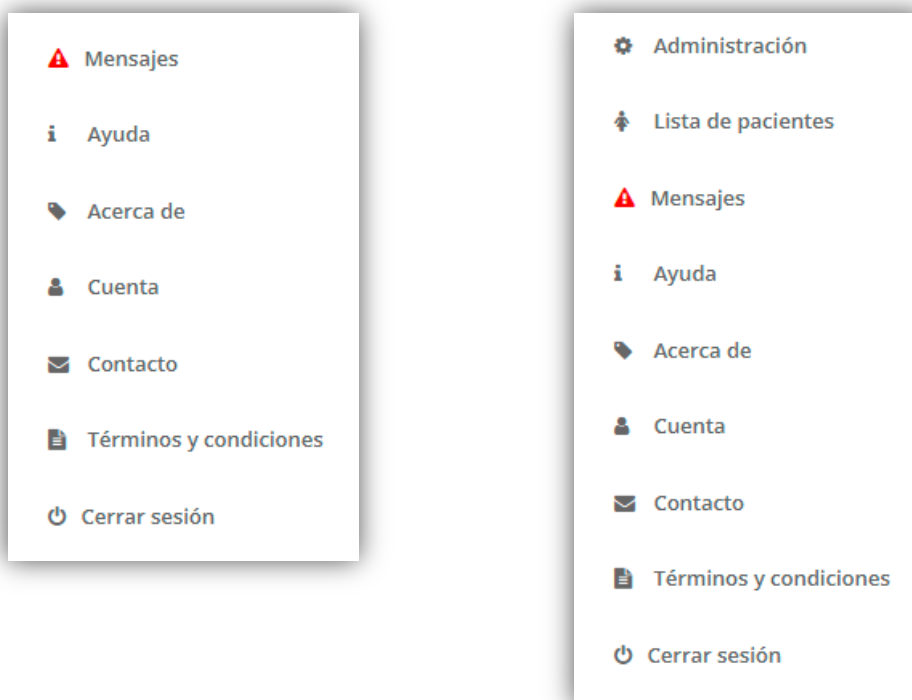 Mensajes
Ayuda
Acerca de
Cuenta
Contacto
Términos y condiciones
Cerrar sesión
Administración
Lista de pacientes
Mensajes
Ayuda
Acerca de
Cuenta
Contacto
Términos y condiciones
Cerrar sesión